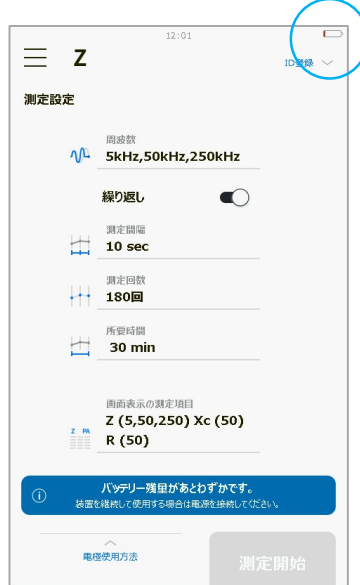 12:01
Z
ID登録
測定設定
周波数
5kHz,50kHz,250kHz
繰り返し
測定間隔
10 sec
測定回数
180回
所要時間
30 min
画面表示の測定項目
Z PA
Z (5,50,250) Xc (50)
R (50)
バッテリー残量があとわずかです。
装置を継続して使用する場合は電源を接続してください。
電極使用方法
測定開始